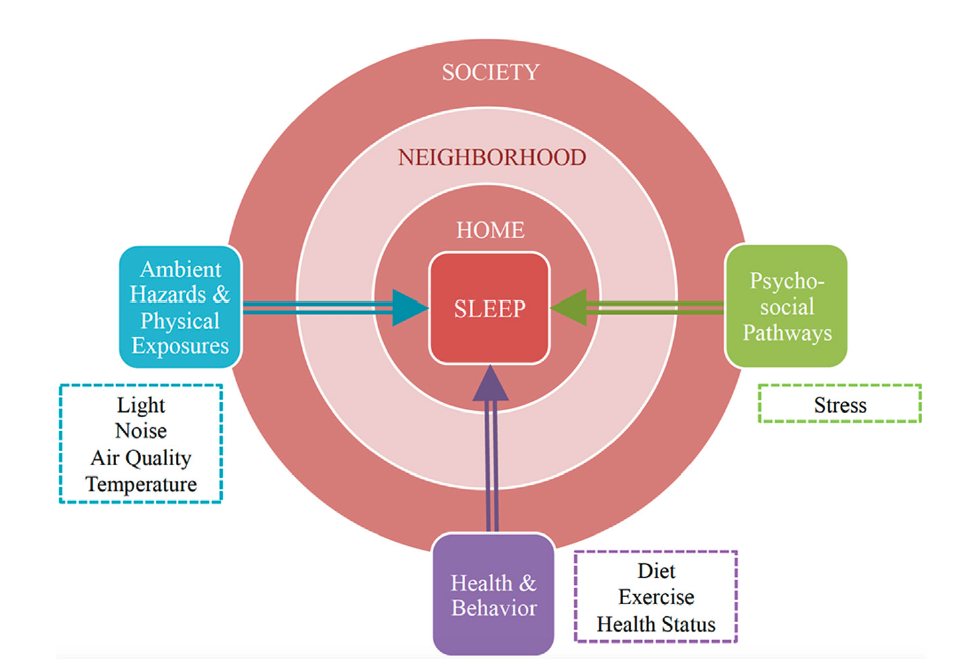 SOCIETY
NEIGHBORHOOD
HOME
SLEEP
Ambient
Hazards &
Physical
Exposures
Light
Noise
Air Quality
Temperature
Psycho-
social
Pathways
Stress
Health &
Behavior
Diet
Exercise
Health Status